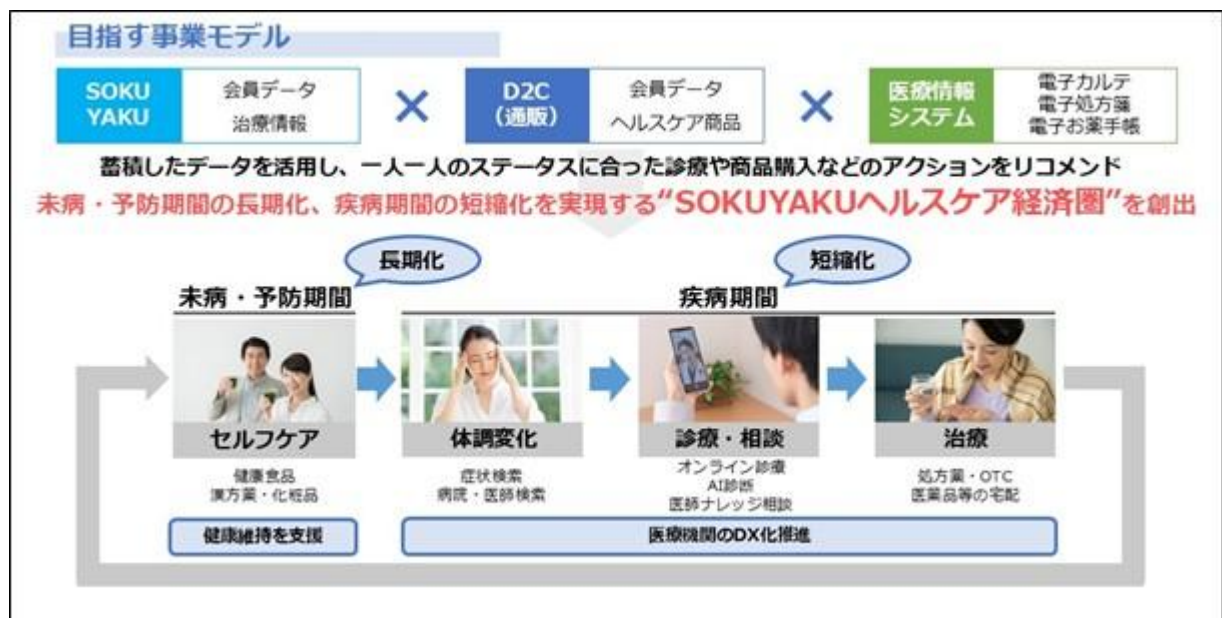 目指す事業モデル
SOKU
YAKU
会員データ
治療情報
×
D2C
(通販)
会員データ
ヘルスケア商品
×
医療情報
システム
電子カルテ
電子処方箋
電子お薬手帳
蓄積したデータを活用し、一人一人のステータスに合った診療や商品購入などのアクションをリコメンド
未病・予防期間の長期化、疾病期間の短縮化を実現する“SOKUYAKUヘルスケア経済圏”を創出
長期化
短縮化
未病・予防期間
疾病期間
セルフケア
体調変化
診療・相談
治療
健康食品
漢方薬・化粧品
症状検索
病院・医師検索
オンライン診療
AI診断
医師ナレッジ相談
処方薬・OTC
医薬品等の宅配
健康維持を支援
医療機関のDX化推進